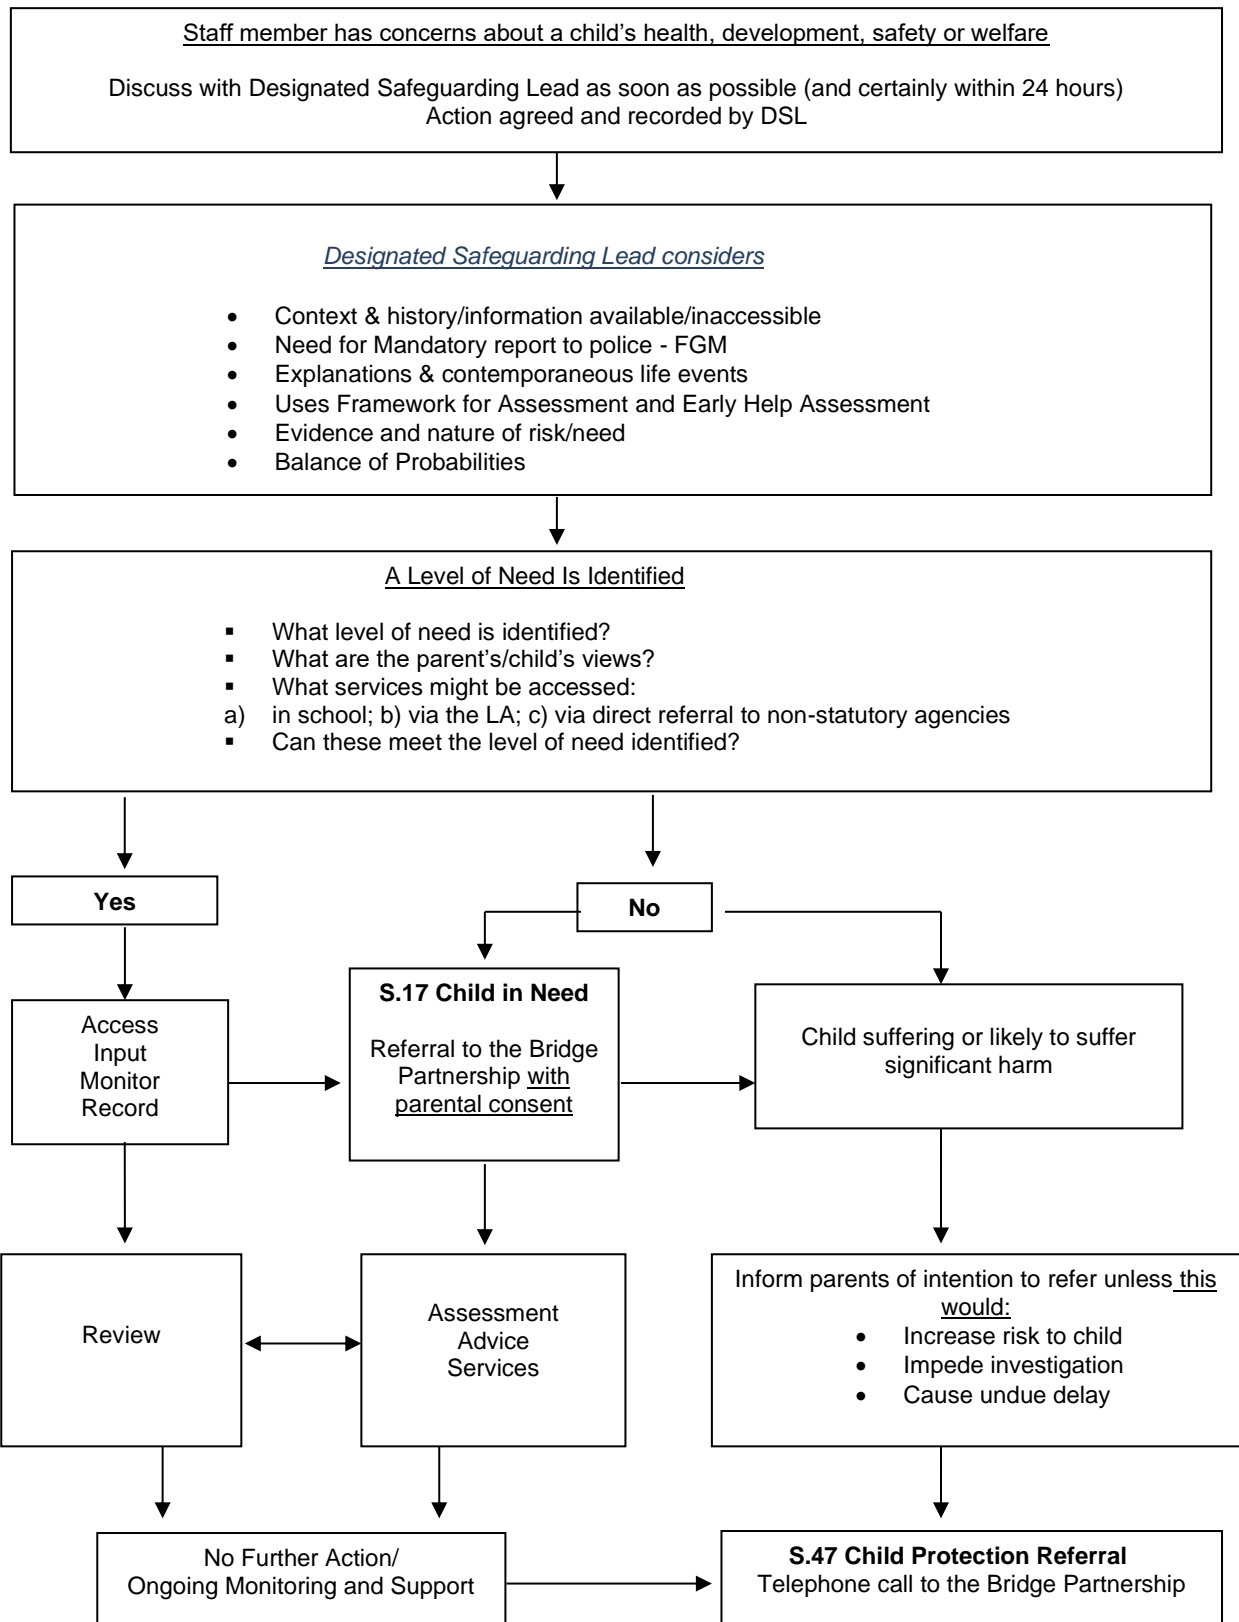 Staff member has concerns about a child’s health, development, safety or welfare
Discuss with Designated Safeguarding Lead as soon as possible (and certainly within 24 hours)
Action agreed and recorded by DSL
Designated Safeguarding Lead considers
• Context & history/information available/inaccessible
• Need for Mandatory report to police - FGM
• Explanations & contemporaneous life events
• Uses Framework for Assessment and Early Help Assessment
• Evidence and nature of risk/need
• Balance of Probabilities
A Level of Need Is Identified
▪ What level of need is identified?
▪ What are the parent’s/child’s views?
▪ What services might be accessed:
a) in school; b) via the LA; c) via direct referral to non-statutory agencies
▪ Can these meet the level of need identified?
Yes
No
Access
Input
Monitor
Record
S.17 Child in Need
Referral to the Bridge
Partnership with
parental consent
Child suffering or likely to suffer
significant harm
Review
Assessment
Advice
Services
Inform parents of intention to refer unless this
would:
• Increase risk to child
• Impede investigation
• Cause undue delay
No Further Action/
Ongoing Monitoring and Support
S.47 Child Protection Referral
Telephone call to the Bridge Partnership